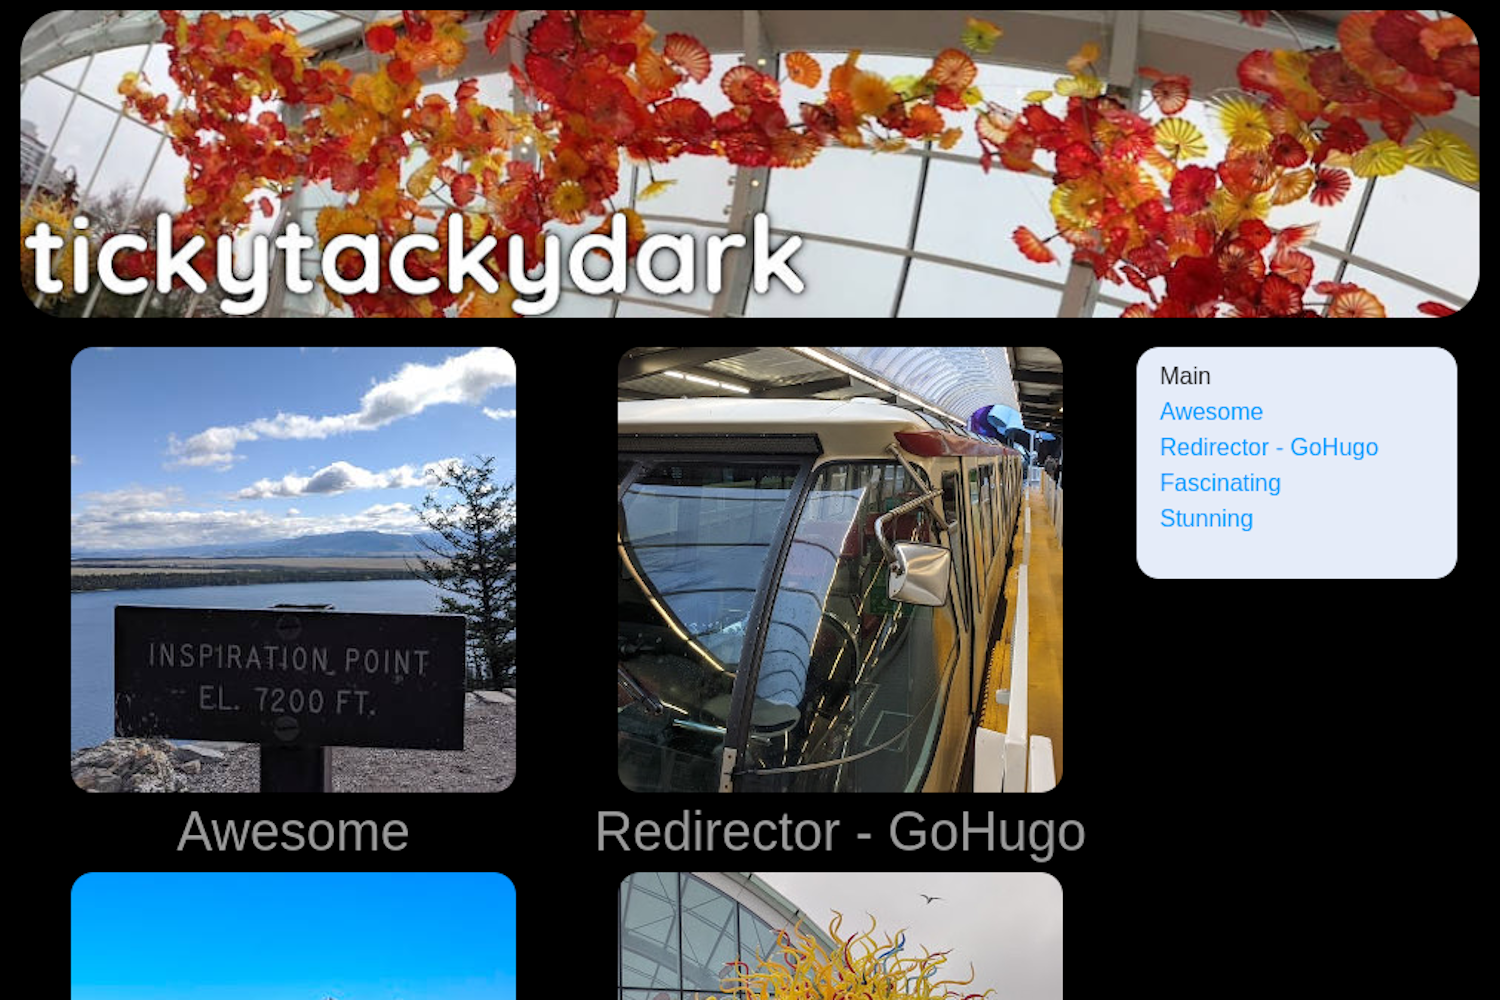 tickytackydark
INSPIRATION POINT
EL. 7200 FT.
Awesome
Redirector - GoHugo
Main
Awesome
Redirector - GoHugo
Fascinating
Stunning